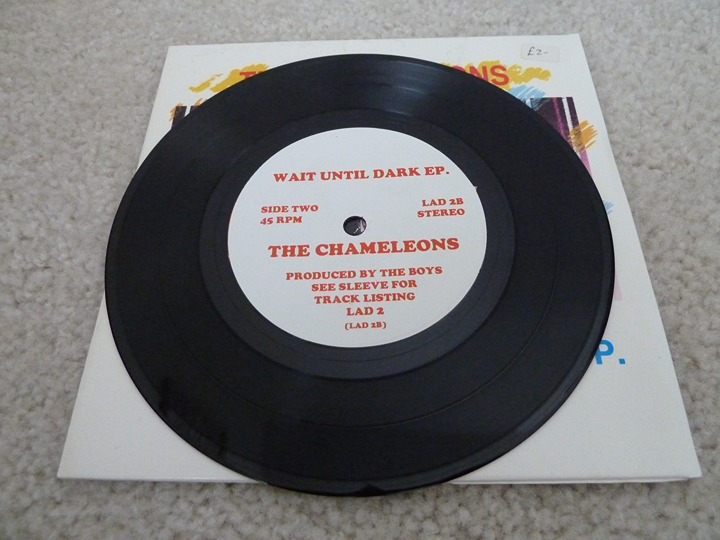 £2-
T ONS
WAIT UNTIL DARK EP.
SIDE TWO
45 RPM
LAD 2B
STEREO
THE CHAMELEONS
PRODUCED BY THE BOYS
SEE SLEEVE FOR
TRACK LISTING
LAD 2
(LAD 2B)
P.